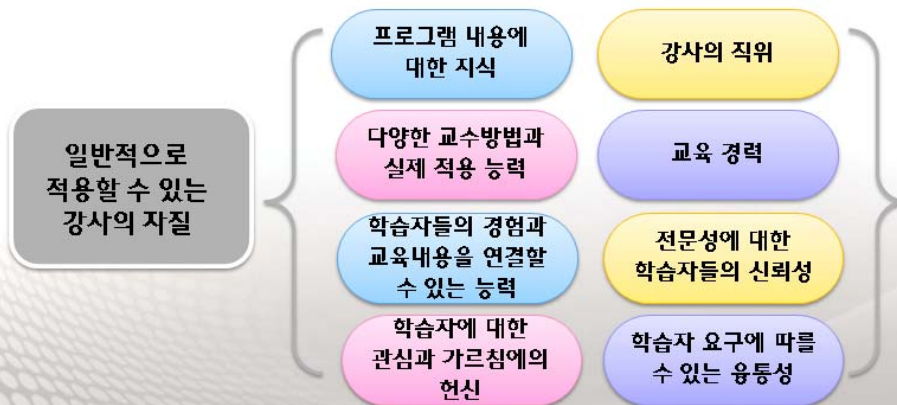 일반적으로
적용할 수 있는
강사의 자질
프로그램 내용에
대한 지식
강사의 직위
다양한 교수방법과
실제 적용 능력
교육 경력
학습자들의 경험과
교육내용을 연결할
수 있는 능력
전문성에 대한
학습자들의 신뢰성
학습자에 대한
관심과 가르침에의
헌신
학습자 요구에 따를
수 있는 융통성